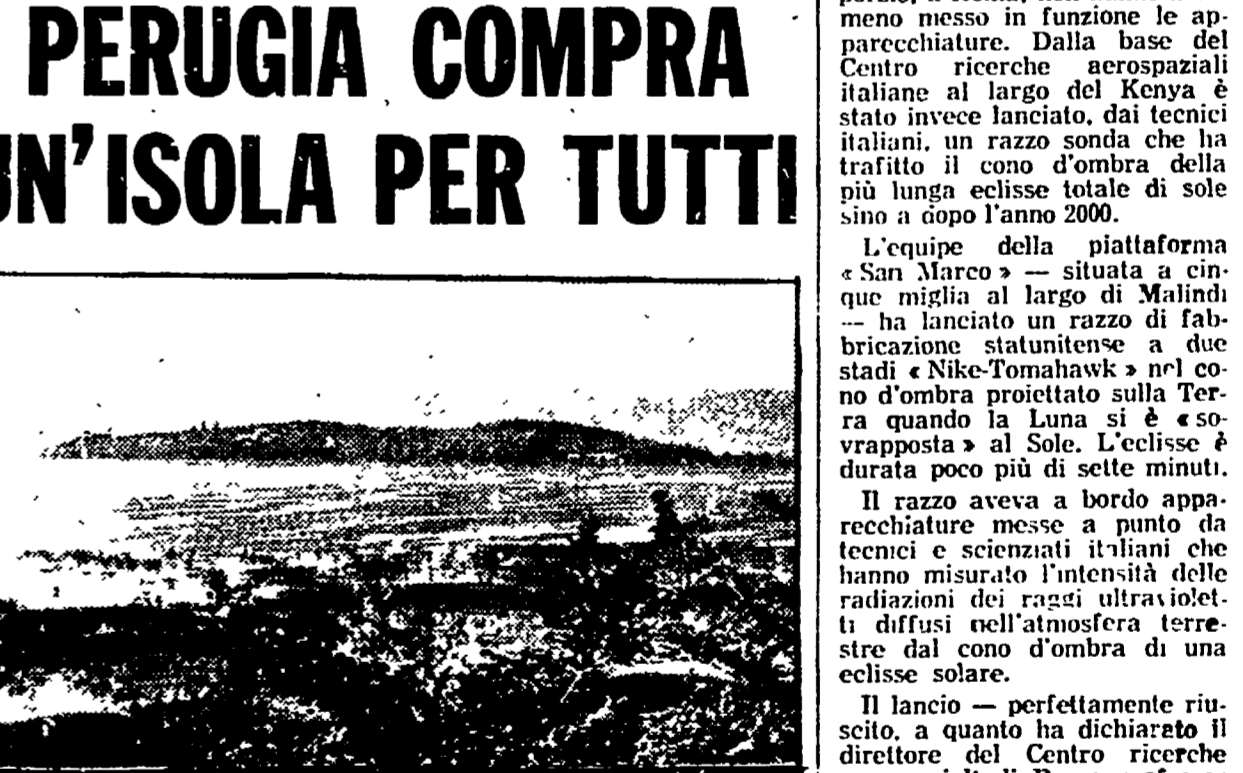 PERUGIA COMPRA
UN'ISOLA PER TUTTI
meno messo in funzione le ap-
parecchiature. Dalla base del
Centro ricerche aerospaziali
italiane al largo del Kenya è
stato invece lanciato, dai tecnici
italiani, un razzo sonda che ha
trafitto il cono d'ombra della
più lunga eclisse totale di sole
sino a dopo l'anno 2000.
L'equipe della piattaforma
« San Marco » — situata a cin-
que miglia al largo di Malindi
— ha lanciato un razzo di fab-
bricazione statunitense a due
stadi « Nike-Tomahawk » nel co-
no d'ombra proiettato sulla Ter-
ra quando la Luna si è « so-
vrapposta » al Sole. L'eclisse è
durata poco più di sette minuti.
Il razzo aveva a bordo appa-
recchiature messe a punto da
tecnici e scienziati italiani che
hanno misurato l'intensità delle
radiazioni dei raggi ultraviolet-
ti diffusi nell'atmosfera terre-
stre dal cono d'ombra di una
eclisse solare.
Il lancio — perfettamente riu-
scito, a quanto ha dichiarato il
direttore del Centro ricerche